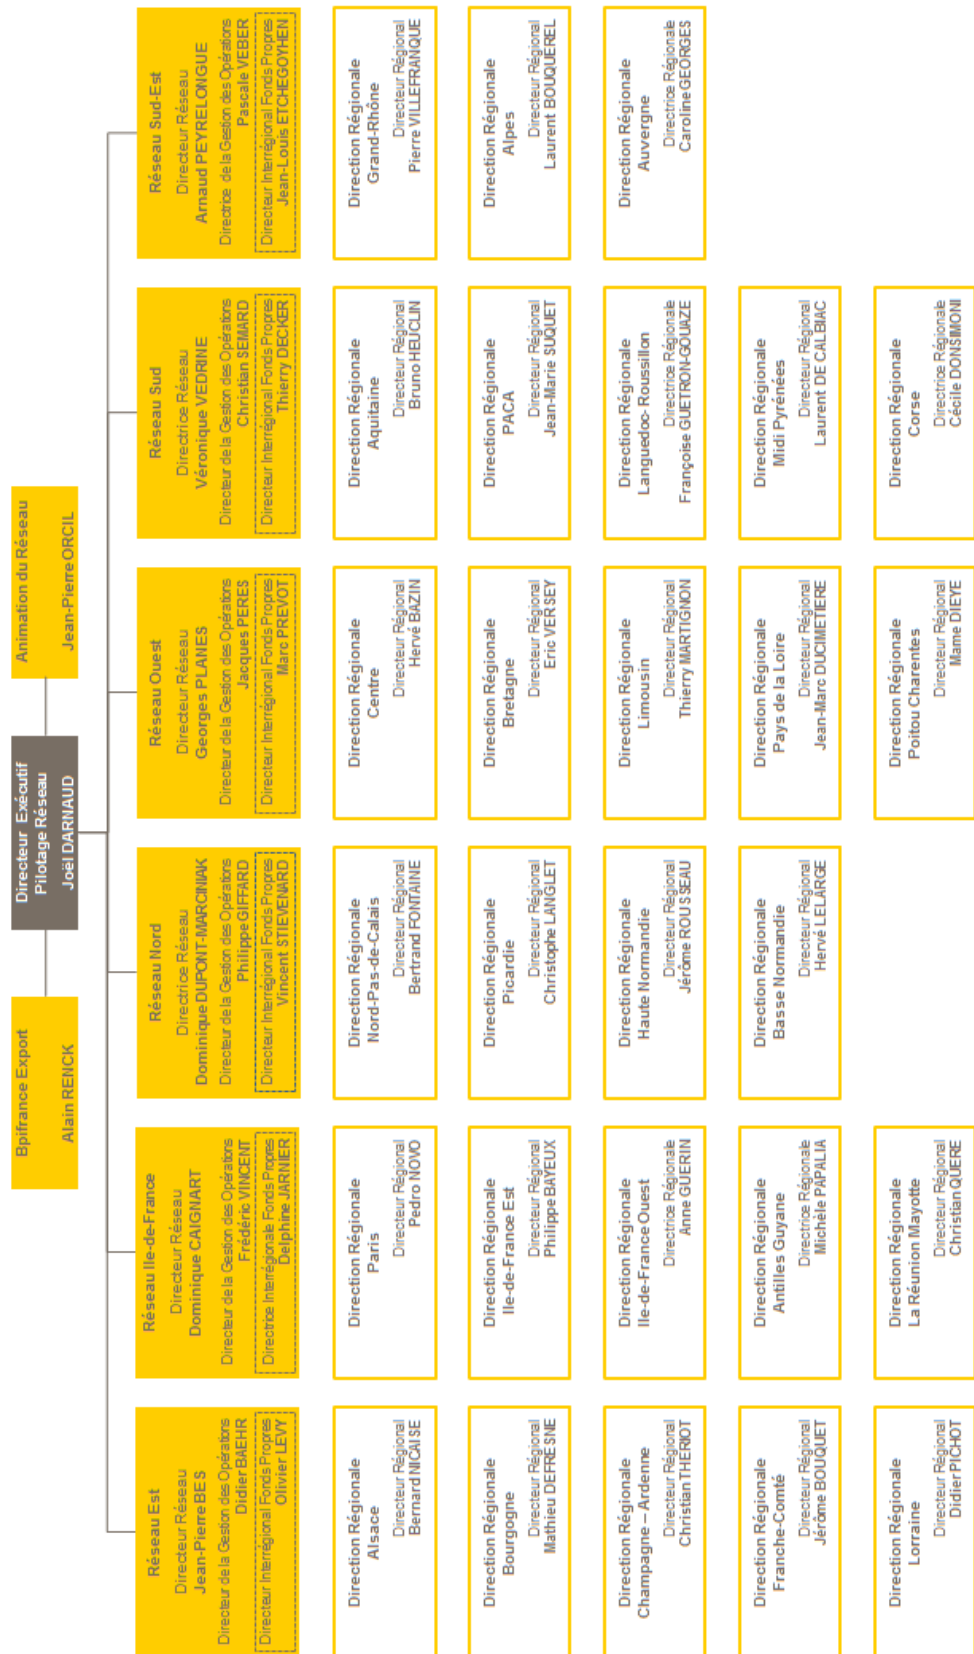 Directeur Exécutif
Pilotage Réseau
Joël DARNAUD
Bpifrance Export
Alain RENCK
Animation du Réseau
Jean-Pierre ORCIL
Réseau Est
Directeur Réseau
Jean-Pierre BES
Directeur de la Gestion des Opérations
Didier BAEHR
Directeur Interrégional Fonds Propres
Olivier LEVY
Direction Régionale
Alsace
Directeur Régional
Bernard NICAISE
Direction Régionale
Bourgogne
Directeur Régional
Mathieu DEFRESNE
Direction Régionale
Champagne – Ardenne
Directeur Régional
Christian THERIOT
Direction Régionale
Franche-Comté
Directeur Régional
Jérôme BOUQUET
Direction Régionale
Lorraine
Directeur Régional
Didier PICHOT
Réseau Ile-de-France
Directeur Réseau
Dominique CAIGNART
Directeur de la Gestion des Opérations
Frédéric VINCENT
Directrice Interrégionale Fonds Propres
Delphine JARNIER
Direction Régionale
Paris
Directeur Régional
Pedro NOVO
Direction Régionale
Ile-de-France Est
Directeur Régional
Philippe BAYEUX
Direction Régionale
Ile-de-France Ouest
Directrice Régionale
Anne GUERIN
Direction Régionale
Antilles Guyane
Directrice Régionale
Michèle PAPALIA
Direction Régionale
La Réunion Mayotte
Directeur Régional
Christian QUERE
Réseau Nord
Directrice Réseau
Dominique DUPONT-MARCINIAK
Directeur de la Gestion des Opérations
Philippe GIFFARD
Directeur Interrégional Fonds Propres
Vincent STIEVENARD
Direction Régionale
Nord-Pas-de-Calais
Directeur Régional
Bertrand FONTAINE
Direction Régionale
Picardie
Directeur Régional
Christophe LANGLET
Direction Régionale
Haute Normandie
Directeur Régional
Jérôme ROUSSEAU
Direction Régionale
Basse Normandie
Directeur Régional
Hervé LELARGE
Réseau Ouest
Directeur Réseau
Georges PLANES
Directeur de la Gestion des Opérations
Jacques PERES
Directeur Interrégional Fonds Propres
Marc PREVOT
Direction Régionale
Centre
Directeur Régional
Hervé BAZIN
Direction Régionale
Bretagne
Directeur Régional
Eric VERSEY
Direction Régionale
Limousin
Directeur Régional
Thierry MARTIGNON
Direction Régionale
Pays de la Loire
Directeur Régional
Jean-Marc DUCIMETIERE
Direction Régionale
Poitou Charentes
Directeur Régional
Mame DIEYE
Réseau Sud
Directrice Réseau
Véronique VEDRINE
Directeur de la Gestion des Opérations
Christian SEMARD
Directeur Interrégional Fonds Propres
Thierry DECKER
Direction Régionale
Aquitaine
Directeur Régional
Bruno HEUCLIN
Direction Régionale
PACA
Directeur Régional
Jean-Marie SUQUET
Direction Régionale
Languedoc-Roussillon
Directrice Régionale
Françoise GUETRON-GOUAZE
Direction Régionale
Midi Pyrénées
Directeur Régional
Laurent DE CALBIAC
Direction Régionale
Corse
Directrice Régionale
Cécile DONSIMONI
Réseau Sud-Est
Directeur Réseau
Arnaud PEYRELONGUE
Directrice de la Gestion des Opérations
Pascale VEBER
Directeur Interrégional Fonds Propres
Jean-Louis ETCHEGOYHEN
Direction Régionale
Grand-Rhône
Directeur Régional
Pierre VILLEFRANQUE
Direction Régionale
Alpes
Directeur Régional
Laurent BOUQUEREL
Direction Régionale
Auvergne
Directrice Régionale
Caroline GEORGES